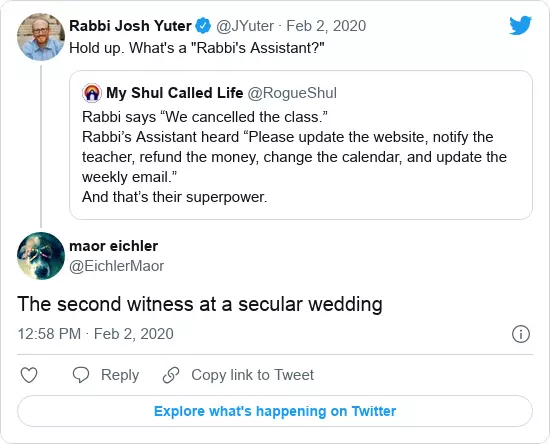 Rabbi Josh Yuter @JYuter · Feb 2, 2020
Hold up. What's a "Rabbi's Assistant?"
My Shul Called Life @RogueShul
Rabbi says “We cancelled the class.”
Rabbi’s Assistant heard “Please update the website, notify the
teacher, refund the money, change the calendar, and update the
weekly email.”
And that’s their superpower.
maor eichler
@EichlerMaor
The second witness at a secular wedding
12:58 PM · Feb 2, 2020
Reply
Copy link to Tweet
Explore what's happening on Twitter